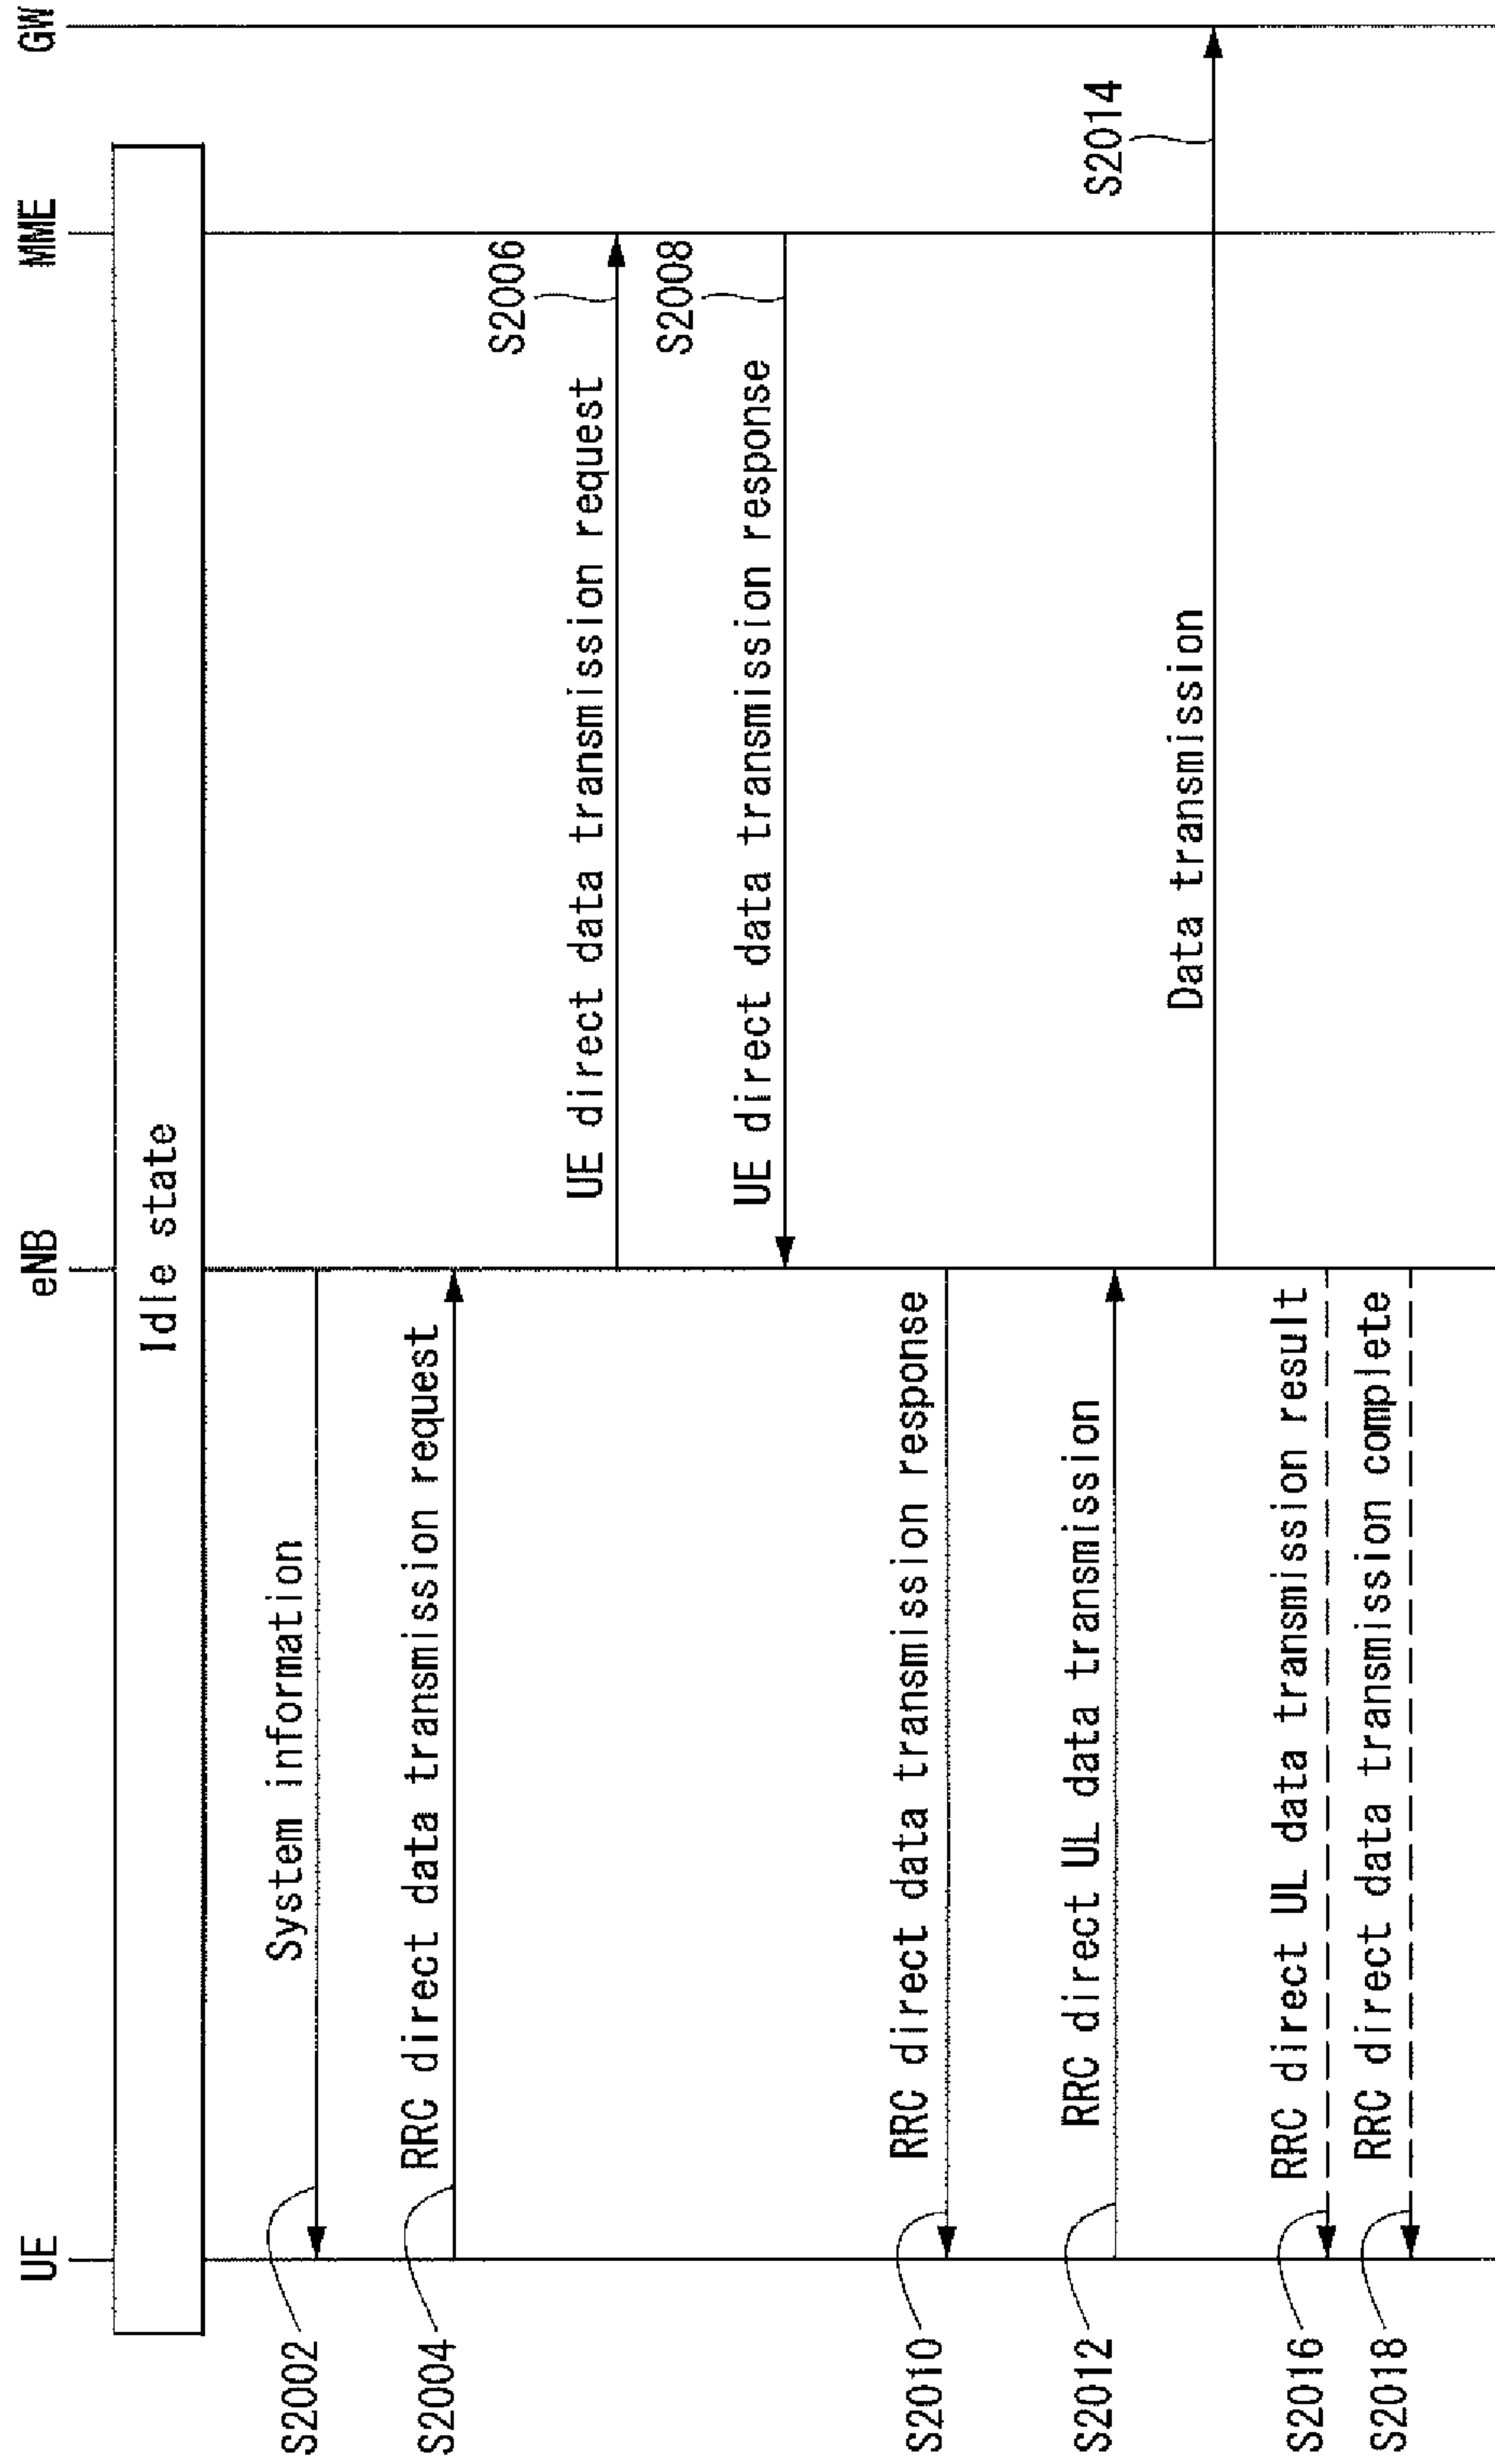 UE
eNB
MME
GW
Idle state
System information
S2002
RRC direct data transmission request
S2004
UE direct data transmission request
S2006
UE direct data transmission response
S2008
RRC direct data transmission response
S2010
RRC direct UL data transmission
S2012
Data transmission
S2014
RRC direct UL data transmission result
S2016
RRC direct data transmission complete
S2018